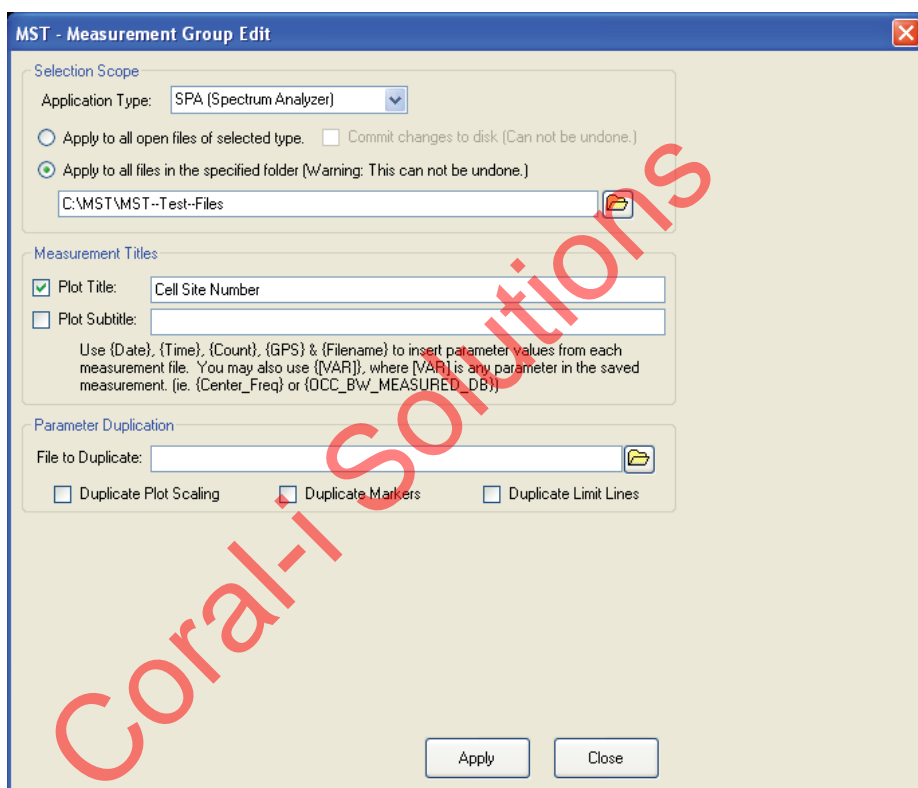 MST - Measurement Group Edit
Selection Scope
Application Type: SPA (Spectrum Analyzer)
Apply to all open files of selected type. Commit changes to disk (Can not be undone.)
Apply to all files in the specified folder (Warning: This can not be undone.)
C:\MST\MST--Test--Files
Measurement Titles
Plot Title: Cell Site Number
Plot Subtitle:
Use {Date}, {Time}, {Count}, {GPS} & {Filename} to insert parameter values from each
measurement file. You may also use {[VAR]}, where [VAR] is any parameter in the saved
measurement. (ie. {Center_Freq} or {OCC_BW_MEASURED_DB})
Parameter Duplication
File to Duplicate:
Duplicate Plot Scaling Duplicate Markers Duplicate Limit Lines
Apply Close
Coral-i Solutions